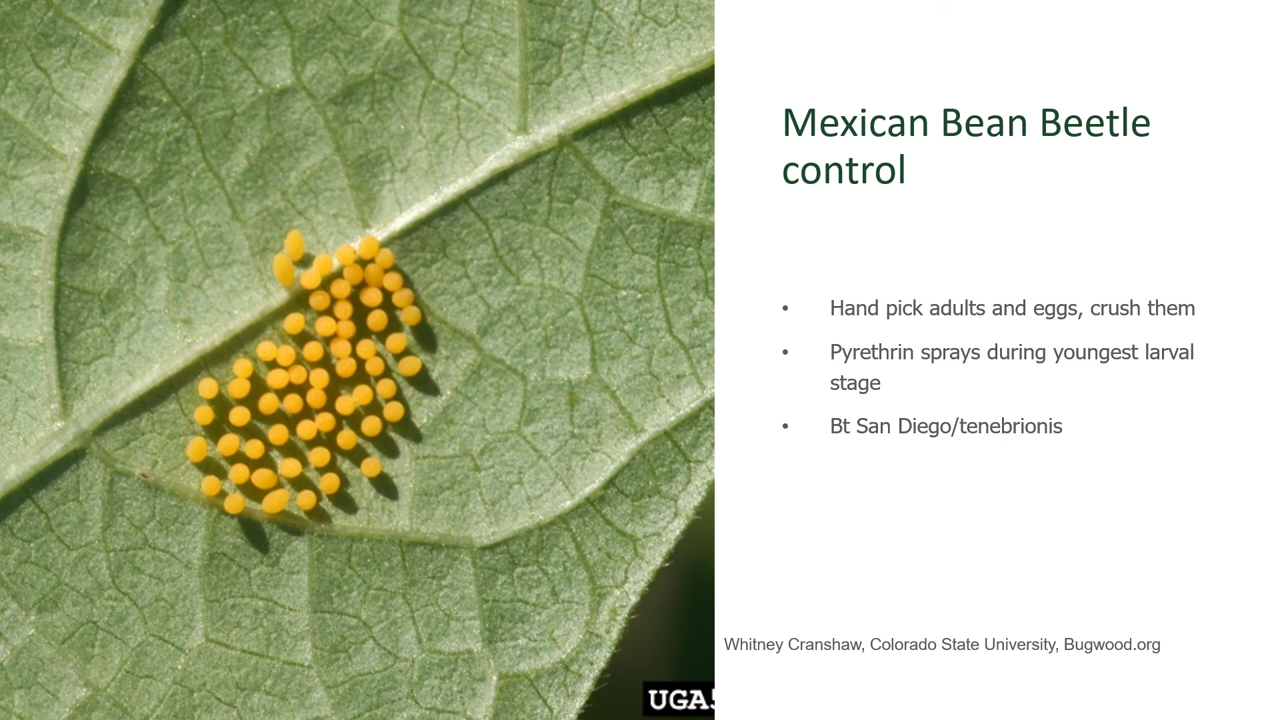 Mexican Bean Beetle
control
• Hand pick adults and eggs, crush them
• Pyrethrin sprays during youngest larval
stage
• Bt San Diego/tenebrionis
Whitney Cranshaw, Colorado State University, Bugwood.org
UGA5